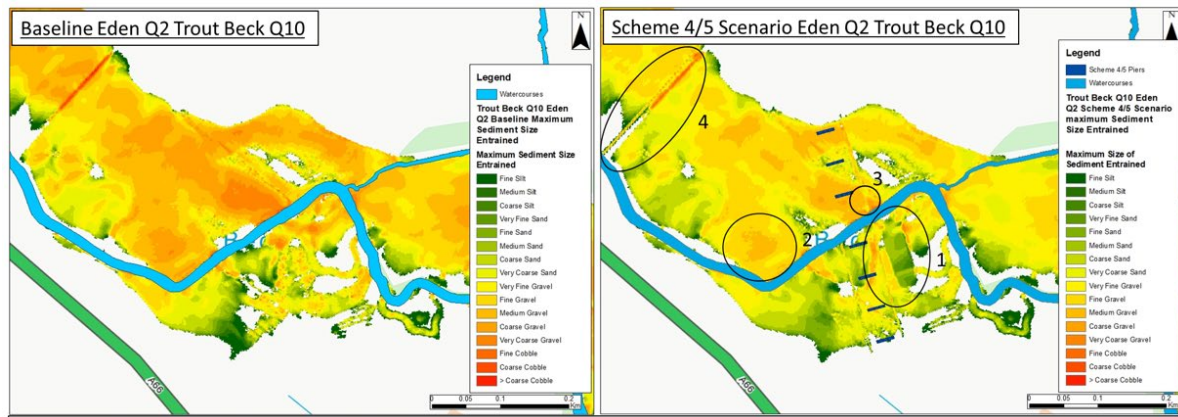 Baseline Eden Q2 Trout Beck Q10
N
Legend
Watercourses
Trout Beck Q10 Eden
Q2 Baseline Maximum
Sediment Size
Entrained
Maximum Sediment Size
Entrained
Fine Silt
Medium Silt
Coarse Silt
Very Fine Sand
Fine Sand
Medium Sand
Coarse Sand
Very Coarse Sand
Very Fine Gravel
Fine Gravel
Medium Gravel
Coarse Gravel
Very Coarse Gravel
Fine Cobble
Coarse Cobble
> Coarse Cobble
A66
0 0.05 0.1 0.2
Scheme 4/5 Scenario Eden Q2 Trout Beck Q10
N
4
3
2
1
Legend
Scheme 4/5 Piers
Watercourses
Trout Beck Q10 Eden
Q2 Scheme 4/5 Scenario
maximum Sediment
Size Entrained
Maximum Size of
Sediment Entrained
Fine Silt
Medium Silt
Coarse Silt
Very Fine Sand
Fine Sand
Medium Sand
Coarse Sand
Very Coarse Sand
Very Fine Gravel
Fine Gravel
Medium Gravel
Coarse Gravel
Very Coarse Gravel
Fine Cobble
Coarse Cobble
> Coarse Cobble
A66
0 0.05 0.1 0.2